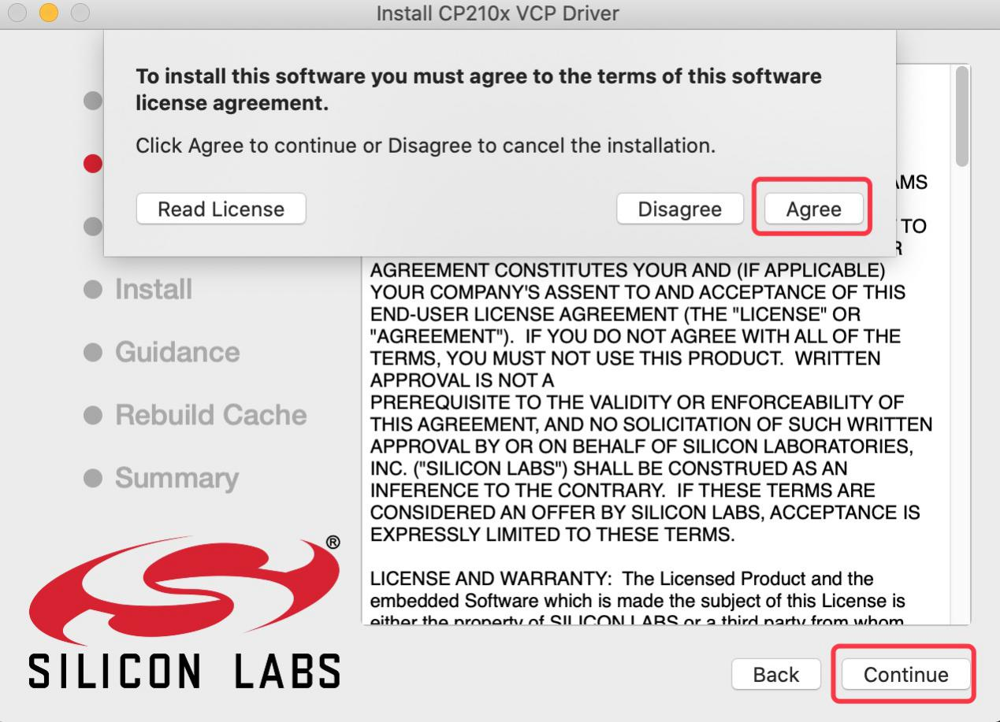 Install CP210x VCP Driver
To install this software you must agree to the terms of this software
license agreement.
Click Agree to continue or Disagree to cancel the installation.
Read License
Disagree
Agree
Install
Guidance
Rebuild Cache
Summary
TO
AGREEMENT CONSTITUTES YOUR AND (IF APPLICABLE)
YOUR COMPANY'S ASSENT TO AND ACCEPTANCE OF THIS
END-USER LICENSE AGREEMENT (THE "LICENSE" OR
"AGREEMENT").  IF YOU DO NOT AGREE WITH ALL OF THE
TERMS, YOU MUST NOT USE THIS PRODUCT.  WRITTEN
APPROVAL IS NOT A
PREREQUISITE TO THE VALIDITY OR ENFORCEABILITY OF
THIS AGREEMENT, AND NO SOLICITATION OF SUCH WRITTEN
APPROVAL BY OR ON BEHALF OF SILICON LABORATORIES,
INC. ("SILICON LABS") SHALL BE CONSTRUED AS AN
INFERENCE TO THE CONTRARY.  IF THESE TERMS ARE
CONSIDERED AN OFFER BY SILICON LABS, ACCEPTANCE IS
EXPRESSLY LIMITED TO THESE TERMS.
LICENSE AND WARRANTY:  The Licensed Product and the
embedded Software which is made the subject of this License is
either the property of SILICON LABS or a third party from whom
®
SILICON LABS
Back
Continue